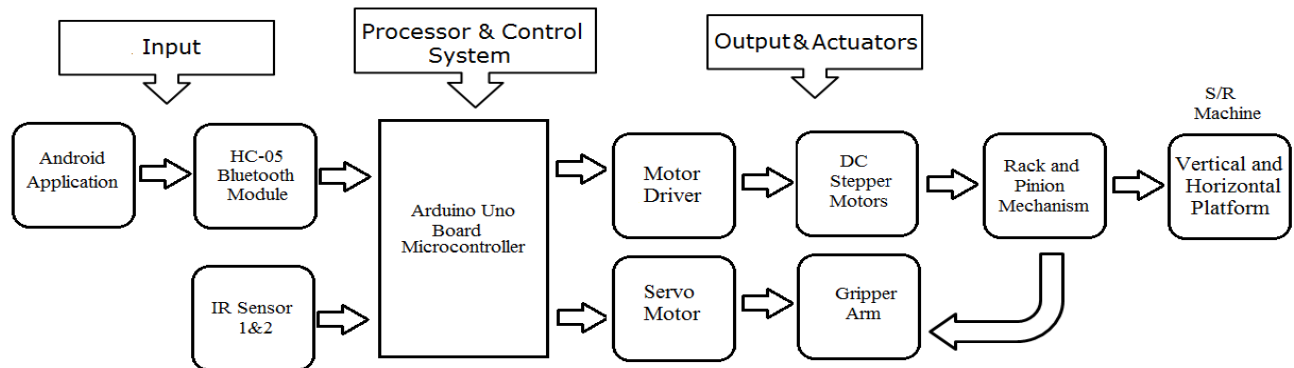 Input
Processor & Control
System
Output & Actuators
S/R
Machine
Android
Application
HC-05
Bluetooth
Module
Arduino Uno
Board
Microcontroller
Motor
Driver
DC
Stepper
Motors
Rack and
Pinion
Mechanism
Vertical and
Horizontal
Platform
IR Sensor
1&2
Servo
Motor
Gripper
Arm